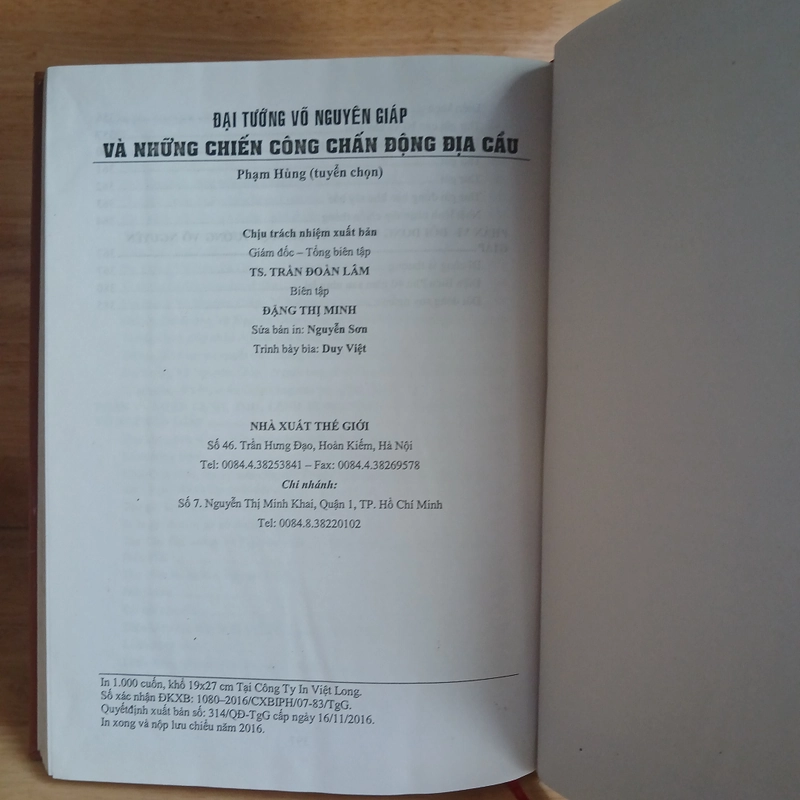 ĐẠI TƯỚNG VÕ NGUYÊN GIÁP
VÀ NHỮNG CHIẾN CÔNG CHẤN ĐỘNG ĐỊA CẦU
Phạm Hùng (tuyển chọn)
Chịu trách nhiệm xuất bản
Giám đốc – Tổng biên tập
TS. TRẦN ĐOÀN LÂM
Biên tập
ĐẶNG THỊ MINH
Sửa bản in: Nguyễn Sơn
Trình bày bìa: Duy Việt
NHÀ XUẤT THẾ GIỚI
Số 46. Trần Hưng Đạo, Hoàn Kiếm, Hà Nội
Tel: 0084.4.38253841 – Fax: 0084.4.38269578
Chi nhánh:
Số 7. Nguyễn Thị Minh Khai, Quận 1, TP. Hồ Chí Minh
Tel: 0084.8.38220102
In 1.000 cuốn, khổ 19x27 cm Tại Công Ty In Việt Long.
Số xác nhận ĐKXB: 1080–2016/CXBIPH/07-83/TgG.
Quyếtđịnh xuất bản số: 314/QĐ-TgG cấp ngày 16/11/2016.
In xong và nộp lưu chiểu năm 2016.